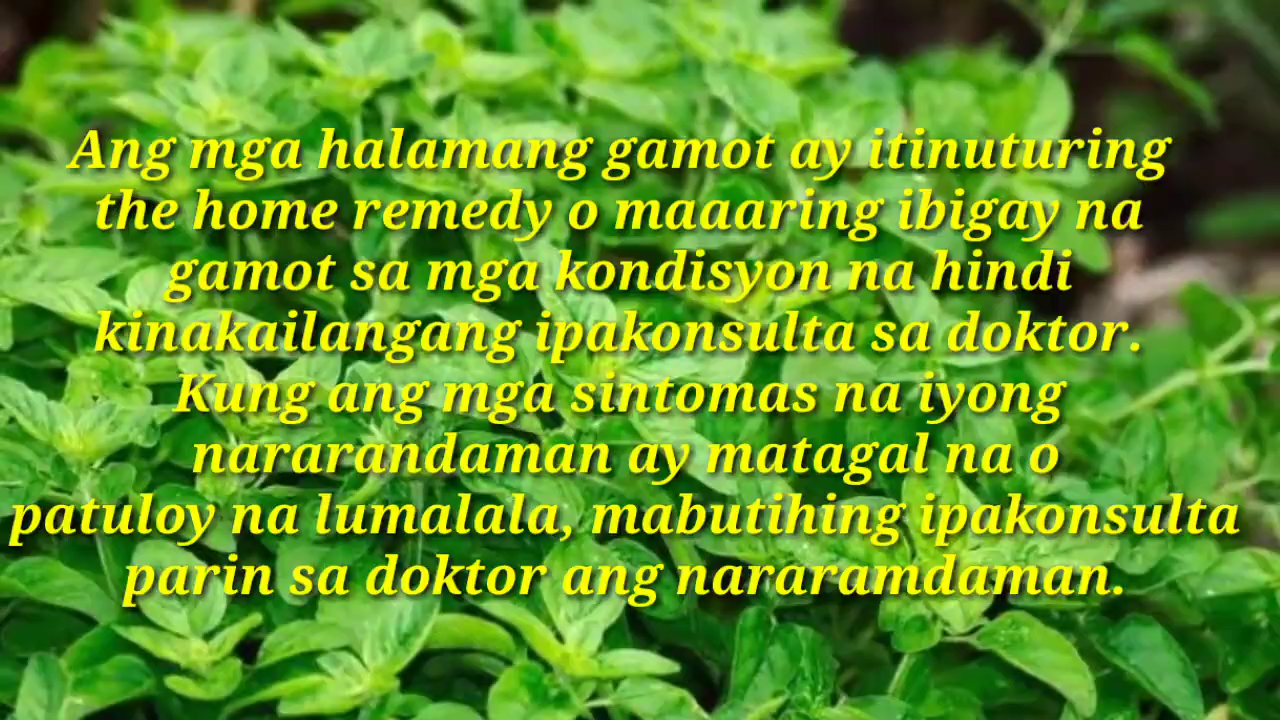 Ang mga halamang gamot ay itinuturing
the home remedy o maaaring ibigay na
gamot sa mga kondisyon na hindi
kinakailangang ipakonsulta sa doktor.
Kung ang mga sintomas na iyong
nararandaman ay matagal na o
patuloy na lumalala, mabutihing ipakonsulta
parin sa doktor ang nararamdaman.